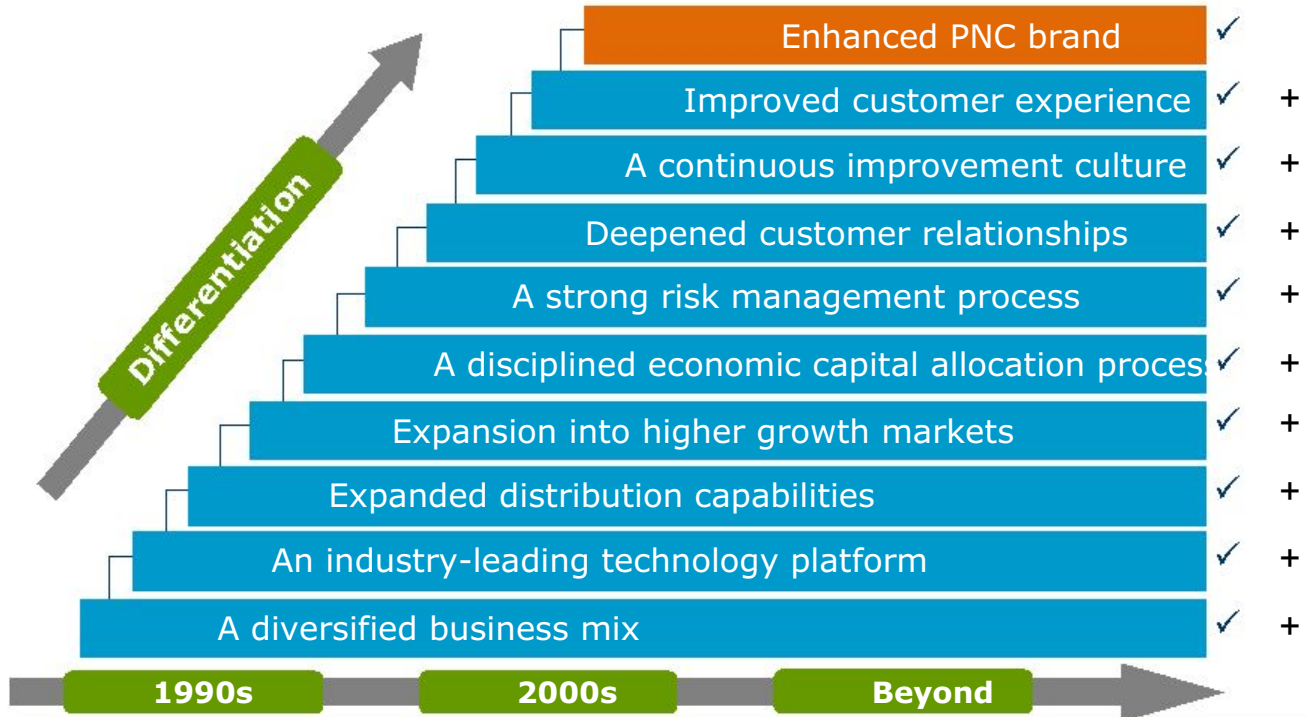 Enhanced PNC brand ✓
Improved customer experience ✓ +
A continuous improvement culture ✓ +
Deepened customer relationships ✓ +
A strong risk management process ✓ +
A disciplined economic capital allocation process ✓ +
Expansion into higher growth markets ✓ +
Expanded distribution capabilities ✓ +
An industry-leading technology platform ✓ +
A diversified business mix ✓ +
Differentiation
1990s 2000s Beyond